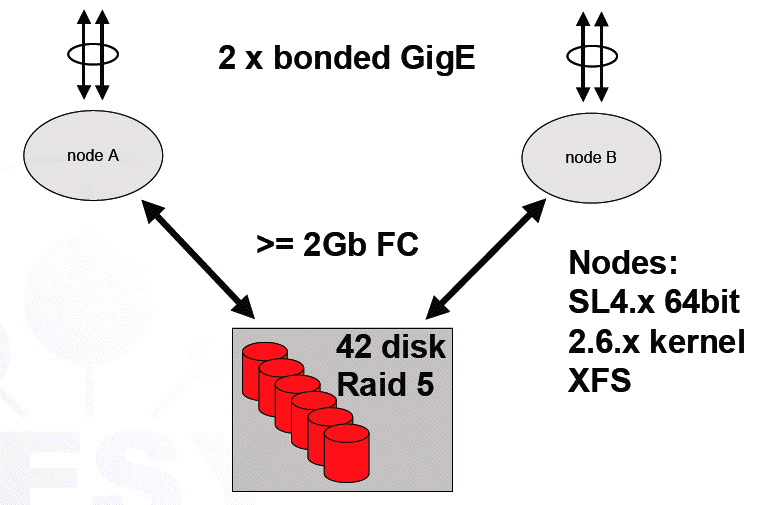 2 x bonded GigE
node A
node B
>= 2Gb FC
Nodes:
SL4.x 64bit
2.6.x kernel
XFS
42 disk
Raid 5